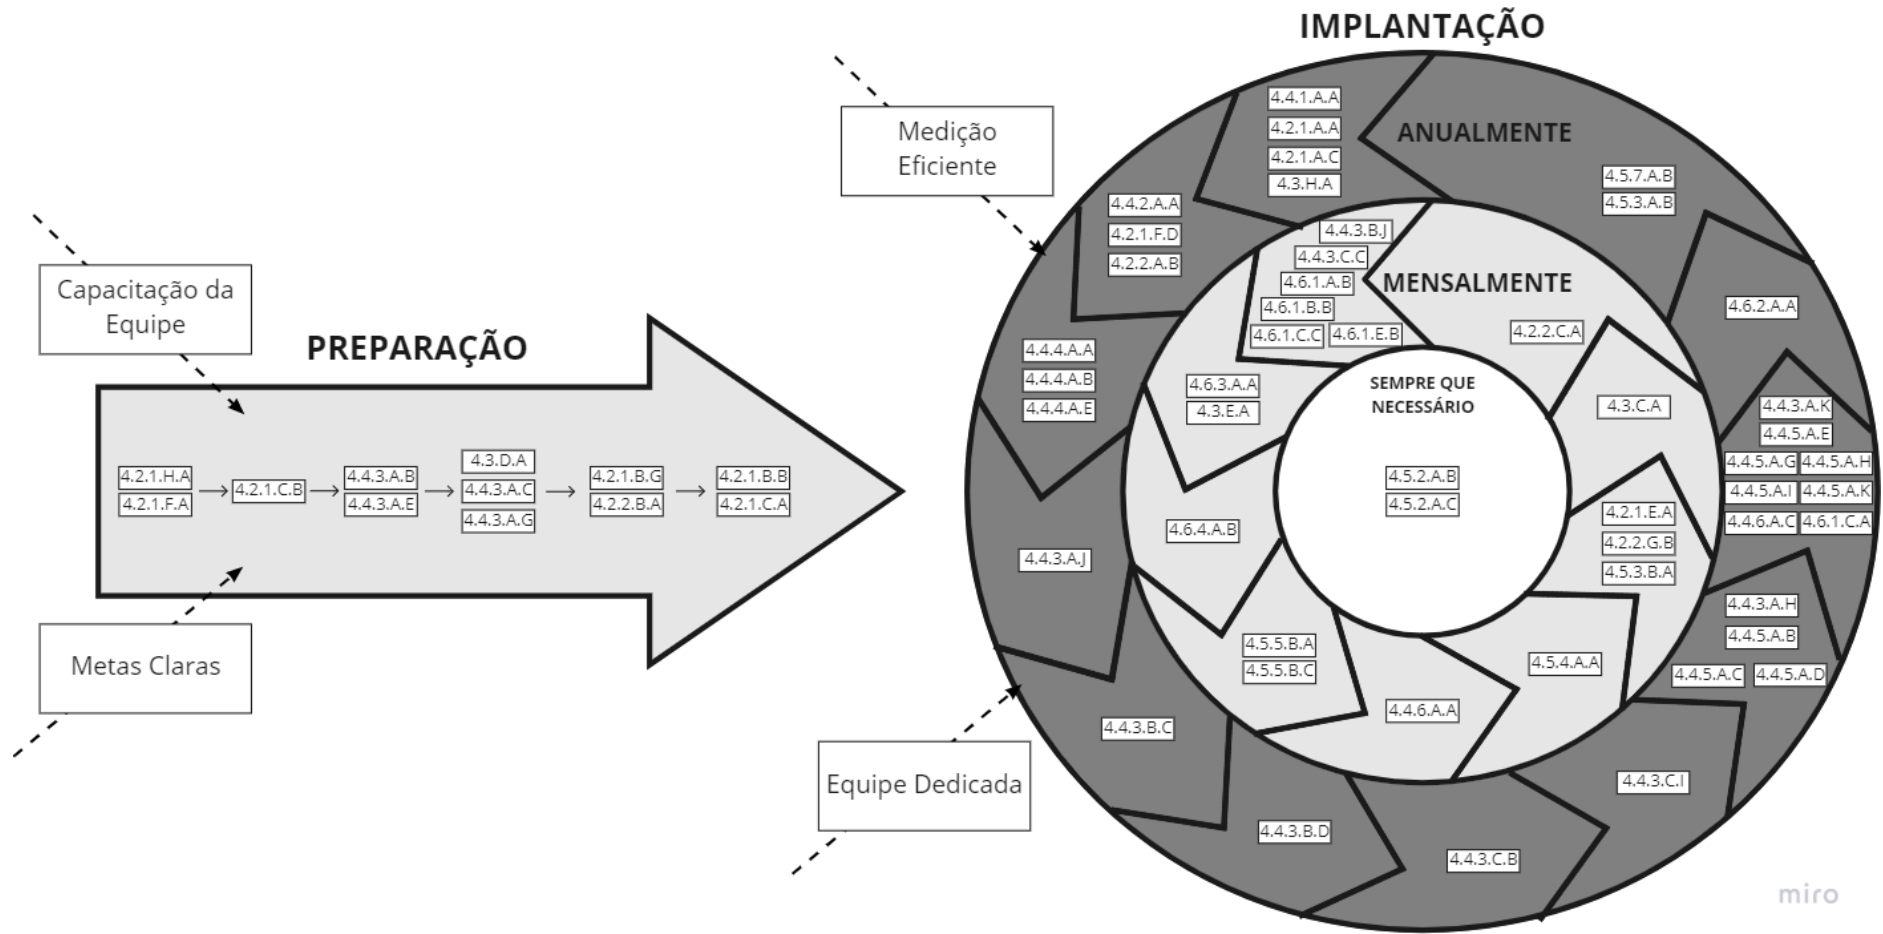 PREPARAÇÃO
Capacitação da
Equipe
Metas Claras
4.2.1.H.A
4.2.1.F.A
4.2.1.C.B
4.4.3.A.B
4.4.3.A.E
4.3.D.A
4.4.3.A.C
4.4.3.A.G
4.2.1.B.G
4.2.2.B.A
4.2.1.B.B
4.2.1.C.A
IMPLANTAÇÃO
Medição
Eficiente
Equipe Dedicada
ANUALMENTE
4.5.7.A.B
4.5.3.A.B
4.6.2.A.A
4.4.3.A.K
4.4.5.A.E
4.4.5.A.G 4.4.5.A.H
4.4.5.A.I 4.4.5.A.K
4.4.6.A.C 4.6.1.C.A
4.4.3.A.H
4.4.5.A.B
4.4.5.A.C 4.4.5.A.D
4.4.3.C.I
4.4.3.C.B
4.4.3.B.D
4.4.3.B.C
4.4.3.A.J
4.4.4.A.A
4.4.4.A.B
4.4.4.A.E
4.4.2.A.A
4.2.1.F.D
4.2.2.A.B
4.4.1.A.A
4.2.1.A.A
4.2.1.A.C
4.3.H.A
MENSALMENTE
4.2.2.C.A
4.3.C.A
4.2.1.E.A
4.2.2.G.B
4.5.3.B.A
4.5.4.A.A
4.4.6.A.A
4.5.5.B.A
4.5.5.B.C
4.6.4.A.B
4.6.3.A.A
4.3.E.A
4.4.3.B.J
4.4.3.C.C
4.6.1.A.B
4.6.1.B.B
4.6.1.C.C 4.6.1.E.B
SEMPRE QUE
NECESSÁRIO
4.5.2.A.B
4.5.2.A.C
miro